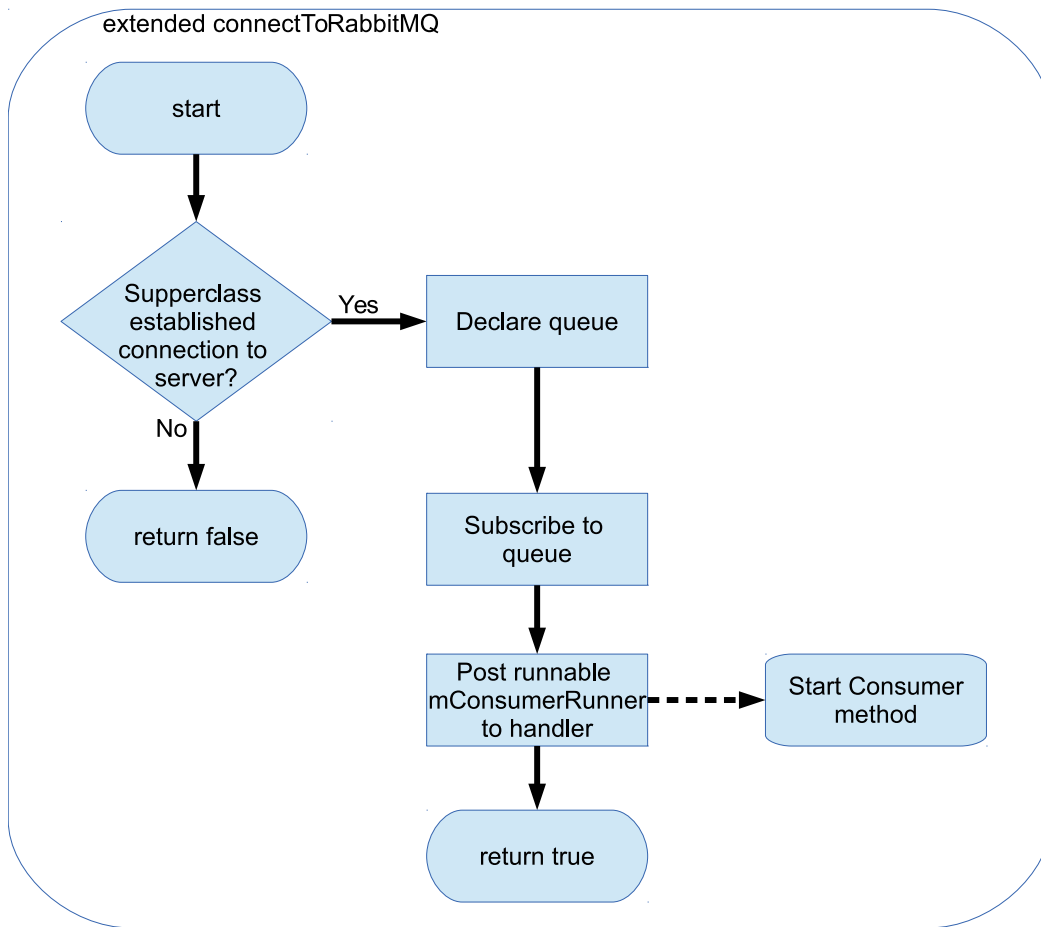 extended connectToRabbitMQ
start
Supperclass
established
connection to
server?
Yes
Declare queue
No
return false
Subscribe to
queue
Post runnable
mConsumerRunner
to handler
Start Consumer
method
return true